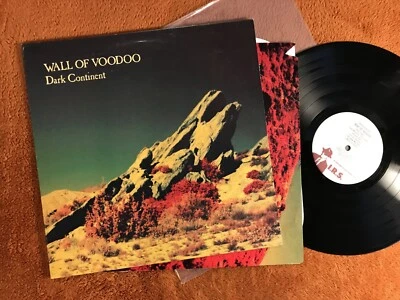 WALL OF VOODOO
Dark Continent
I.R.S.